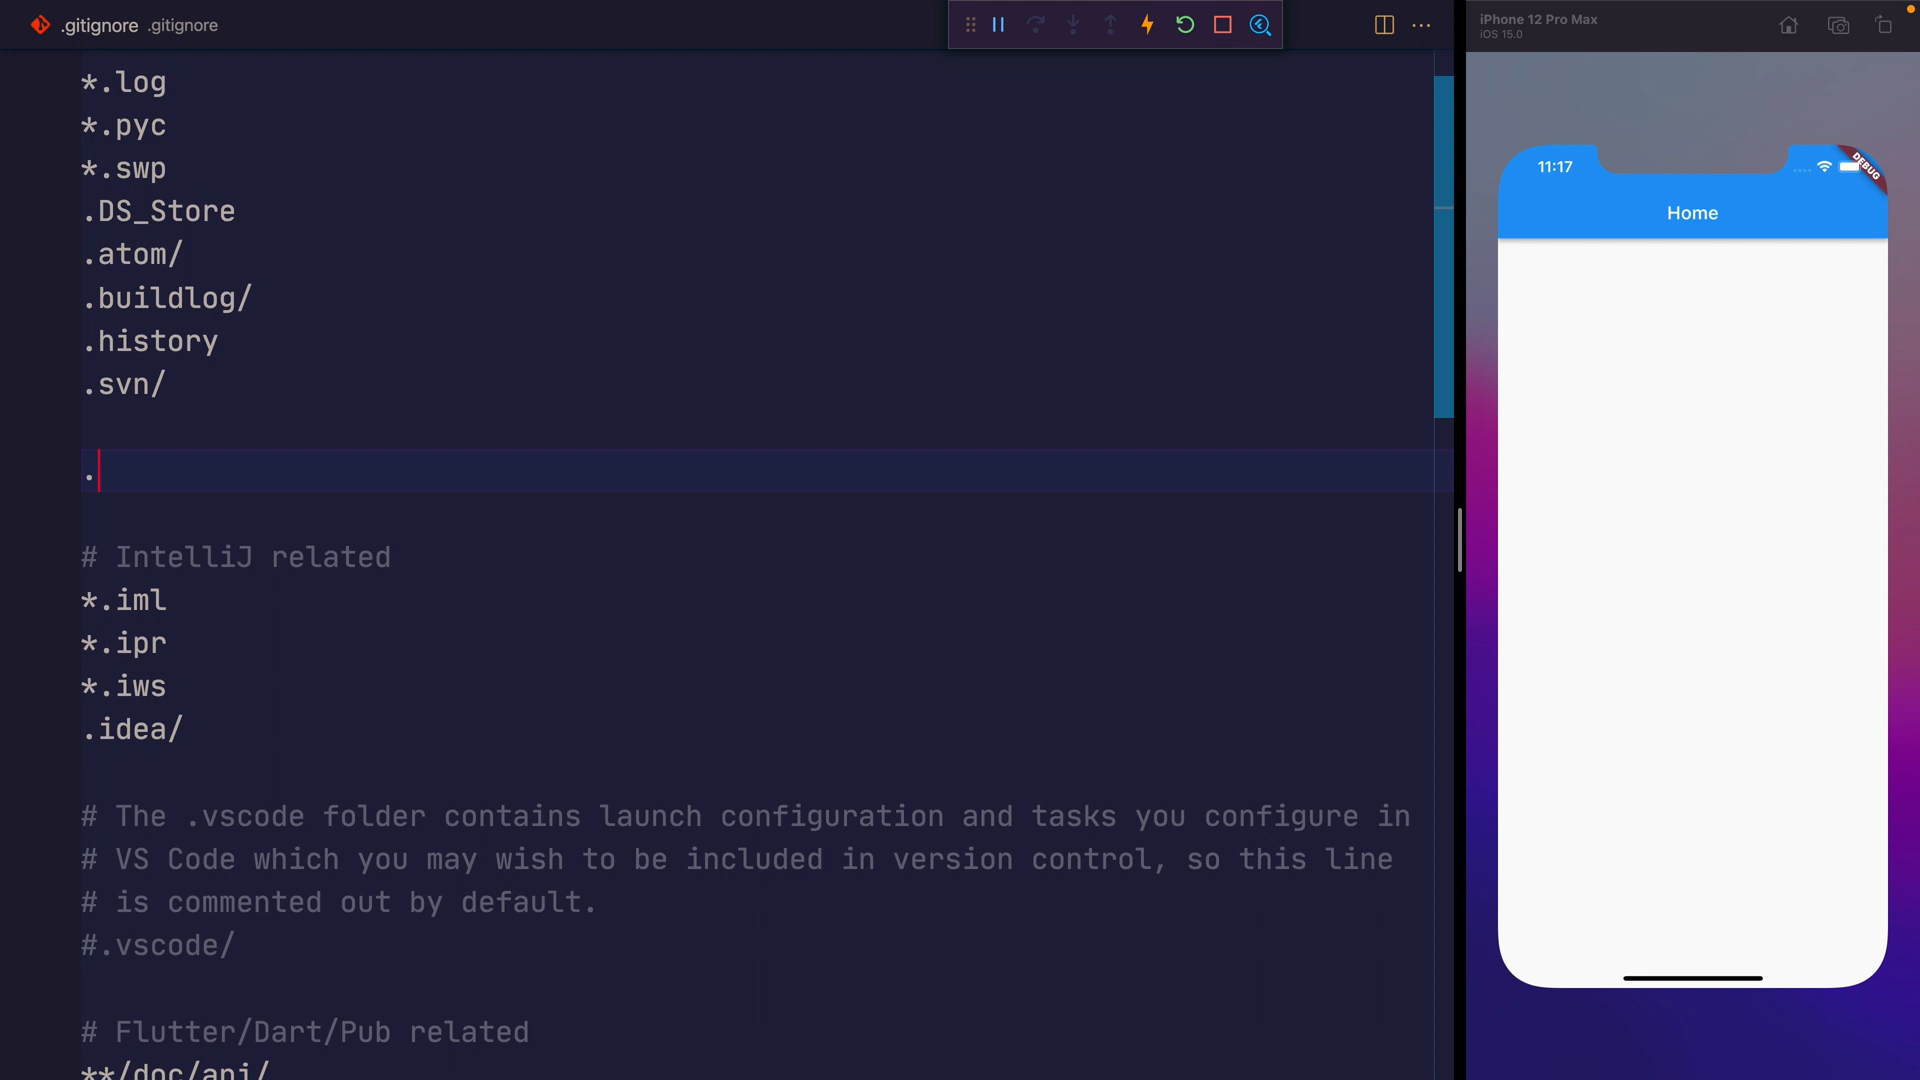 .gitignore .gitignore
*.log
*.pyc
*.swp
.DS_Store
.atom/
.buildlog/
.history
.svn/
.
# IntelliJ related
*.iml
*.ipr
*.iws
.idea/
# The .vscode folder contains launch configuration and tasks you configure in
# VS Code which you may wish to be included in version control, so this line
# is commented out by default.
#.vscode/
# Flutter/Dart/Pub related
**/doc/api/
iPhone 12 Pro Max
iOS 15.0
11:17
DEBUG
Home